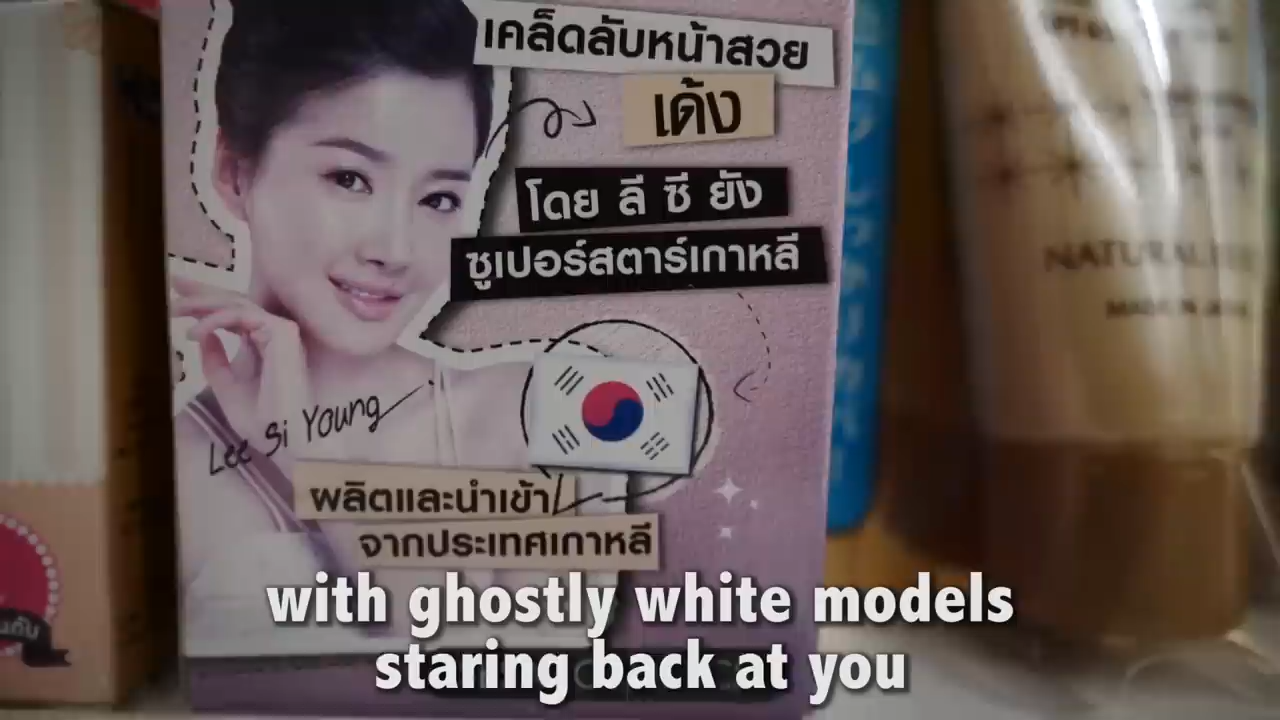 เคล็ดลับหน้าสวย
เด้ง
โดย ลี ซี ยัง
ซูเปอร์สตาร์เกาหลี
Lee Si Young
ผลิตและนำเข้า
จากประเทศเกาหลี
NATURAL
MADE IN
with ghostly white models
staring back at you